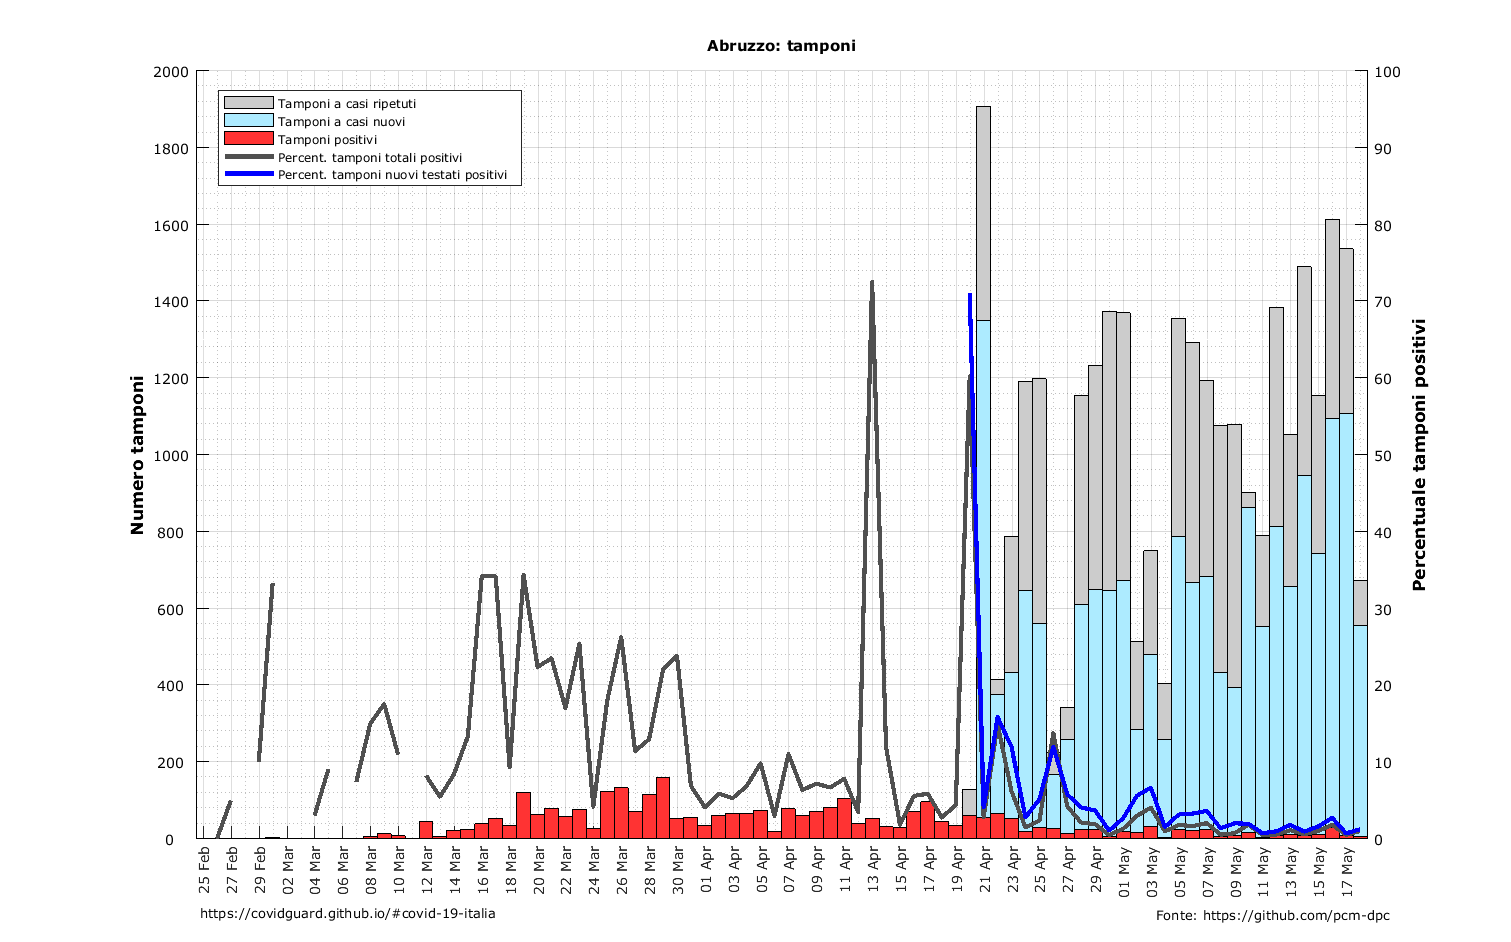 Abruzzo: tamponi
Tamponi a casi ripetuti
Tamponi a casi nuovi
Tamponi positivi
Percent. tamponi totali positivi
Percent. tamponi nuovi testati positivi
Numero tamponi
2000
1800
1600
1400
1200
1000
800
600
400
200
0
Percentuale tamponi positivi
100
90
80
70
60
50
40
30
20
10
0
25 Feb
27 Feb
29 Feb
02 Mar
04 Mar
06 Mar
08 Mar
10 Mar
12 Mar
14 Mar
16 Mar
18 Mar
20 Mar
22 Mar
24 Mar
26 Mar
28 Mar
30 Mar
01 Apr
03 Apr
05 Apr
07 Apr
09 Apr
11 Apr
13 Apr
15 Apr
17 Apr
19 Apr
21 Apr
23 Apr
25 Apr
27 Apr
29 Apr
01 May
03 May
05 May
07 May
09 May
11 May
13 May
15 May
17 May
https://covidguard.github.io/#covid-19-italia
Fonte: https://github.com/pcm-dpc